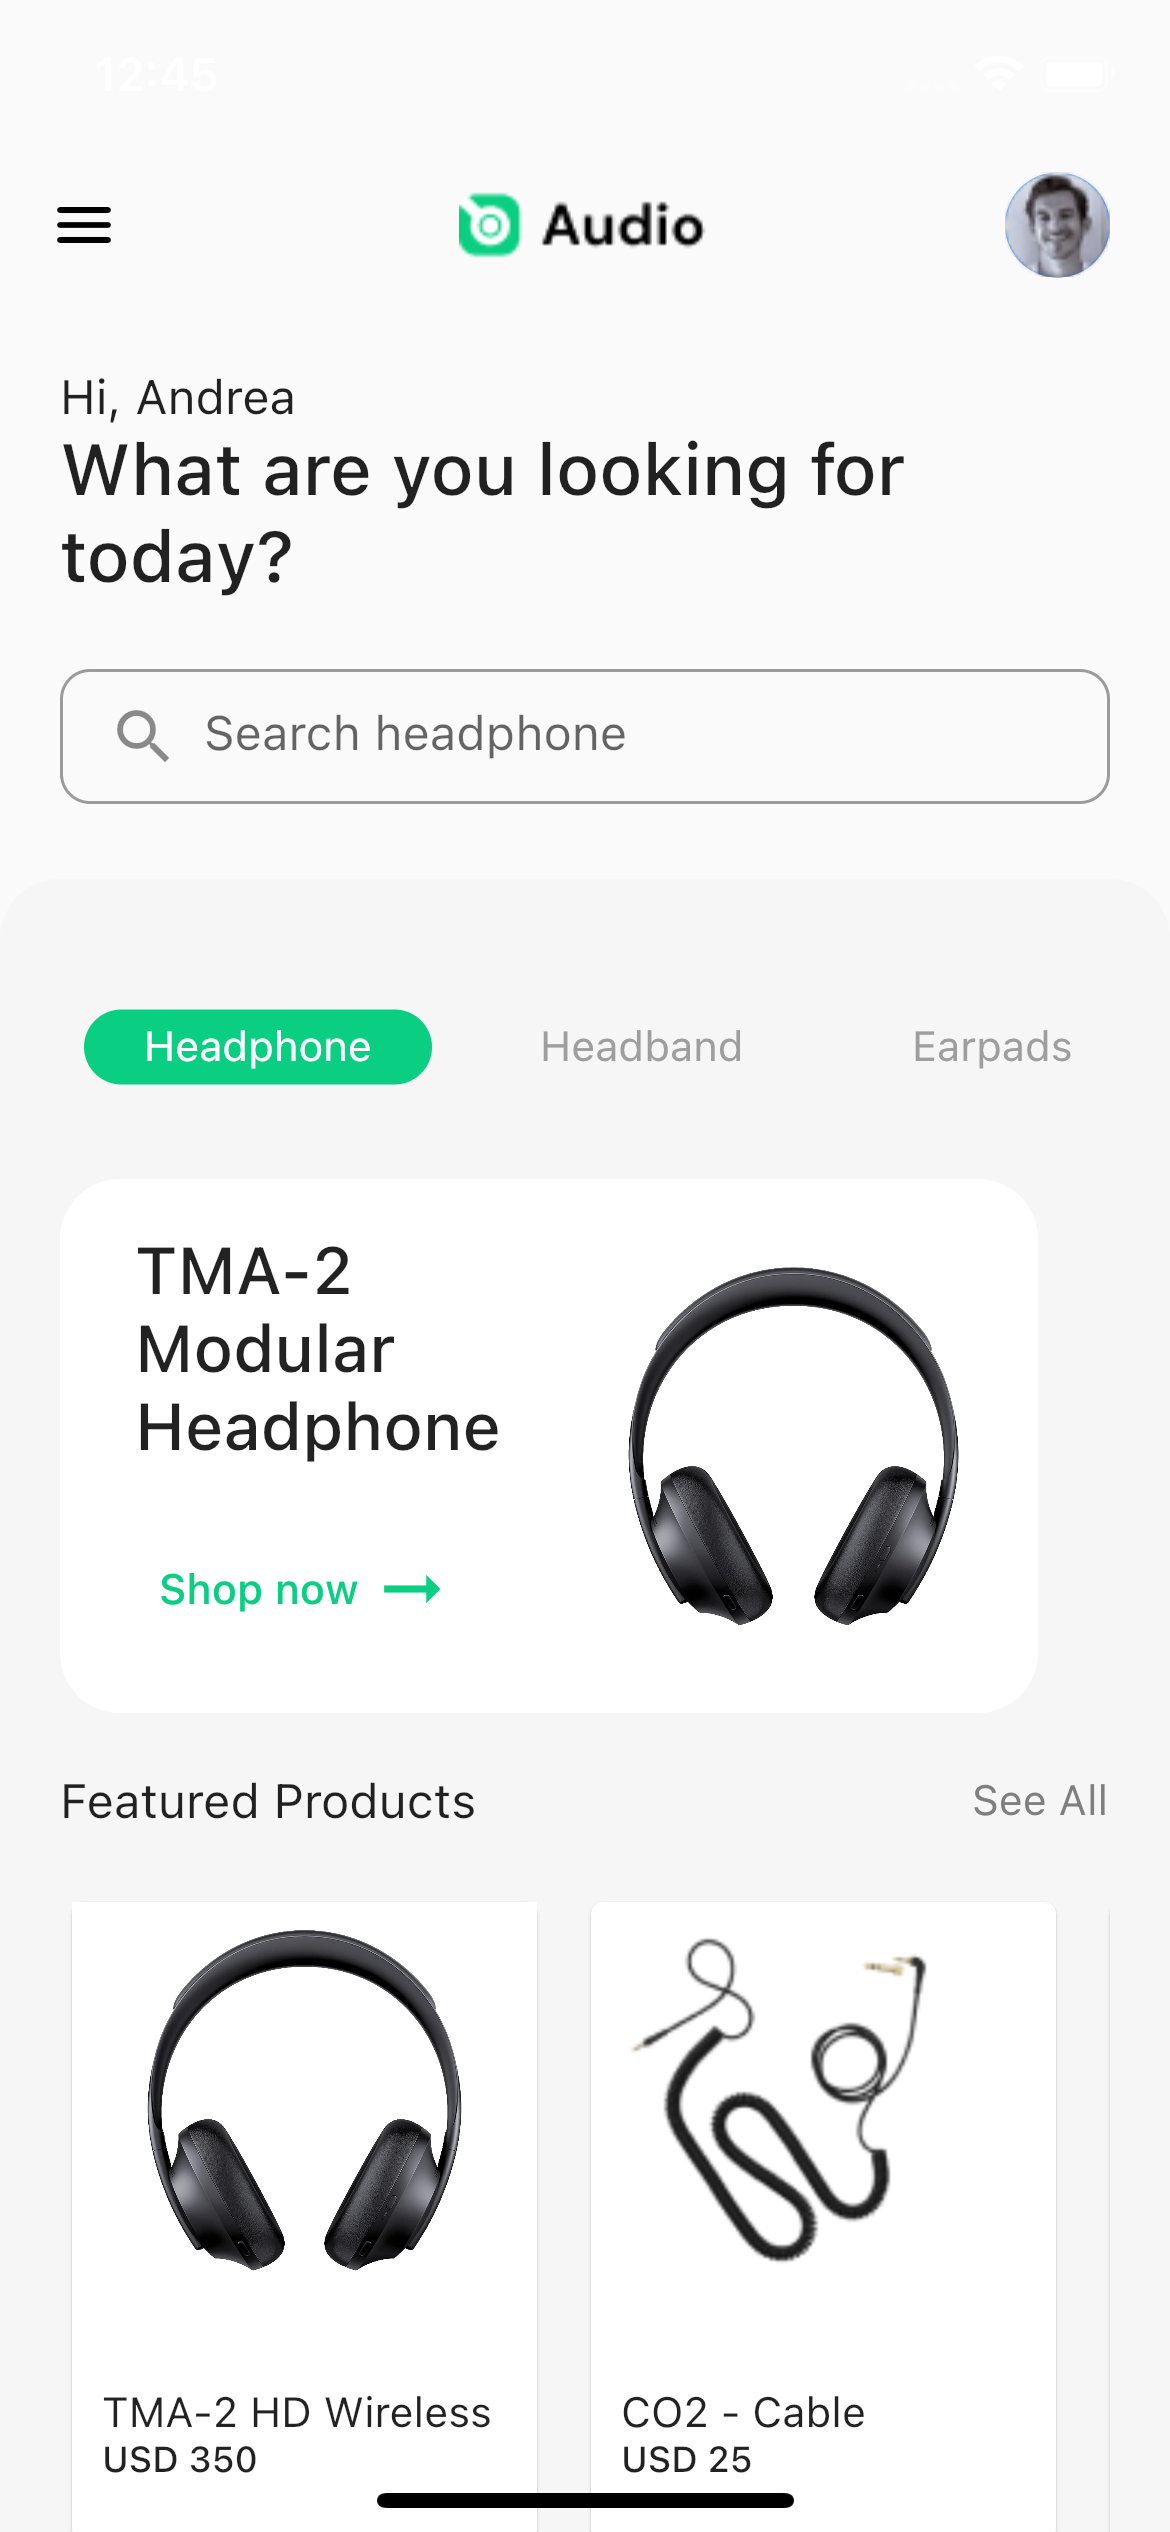 12:45
Audio
Hi, Andrea
What are you looking for
today?
Search headphone
Headphone
Headband
Earpads
TMA-2
Modular
Headphone
Shop now
Featured Products
See All
TMA-2 HD Wireless
USD 350
CO2 - Cable
USD 25